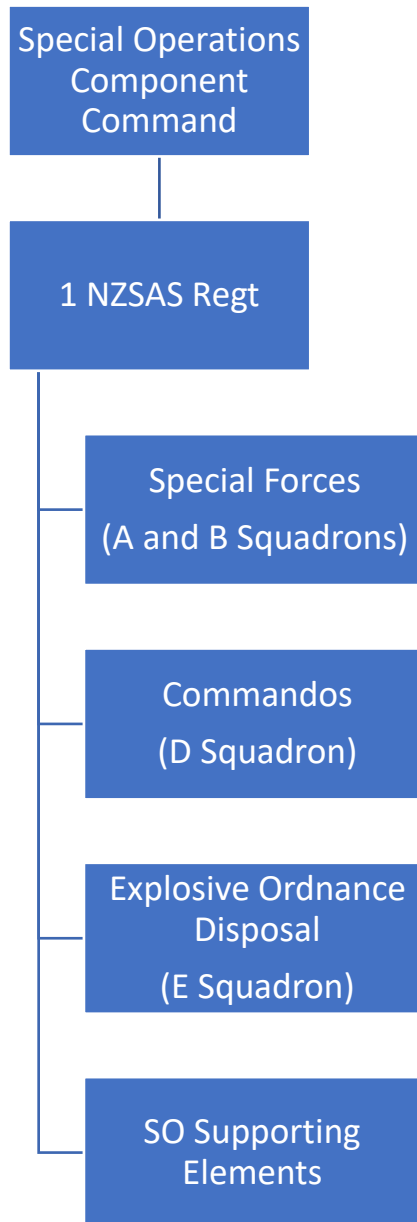 Special Operations
Component
Command
1 NZSAS Regt
Special Forces
(A and B Squadrons)
Commandos
(D Squadron)
Explosive Ordnance
Disposal
(E Squadron)
SO Supporting
Elements